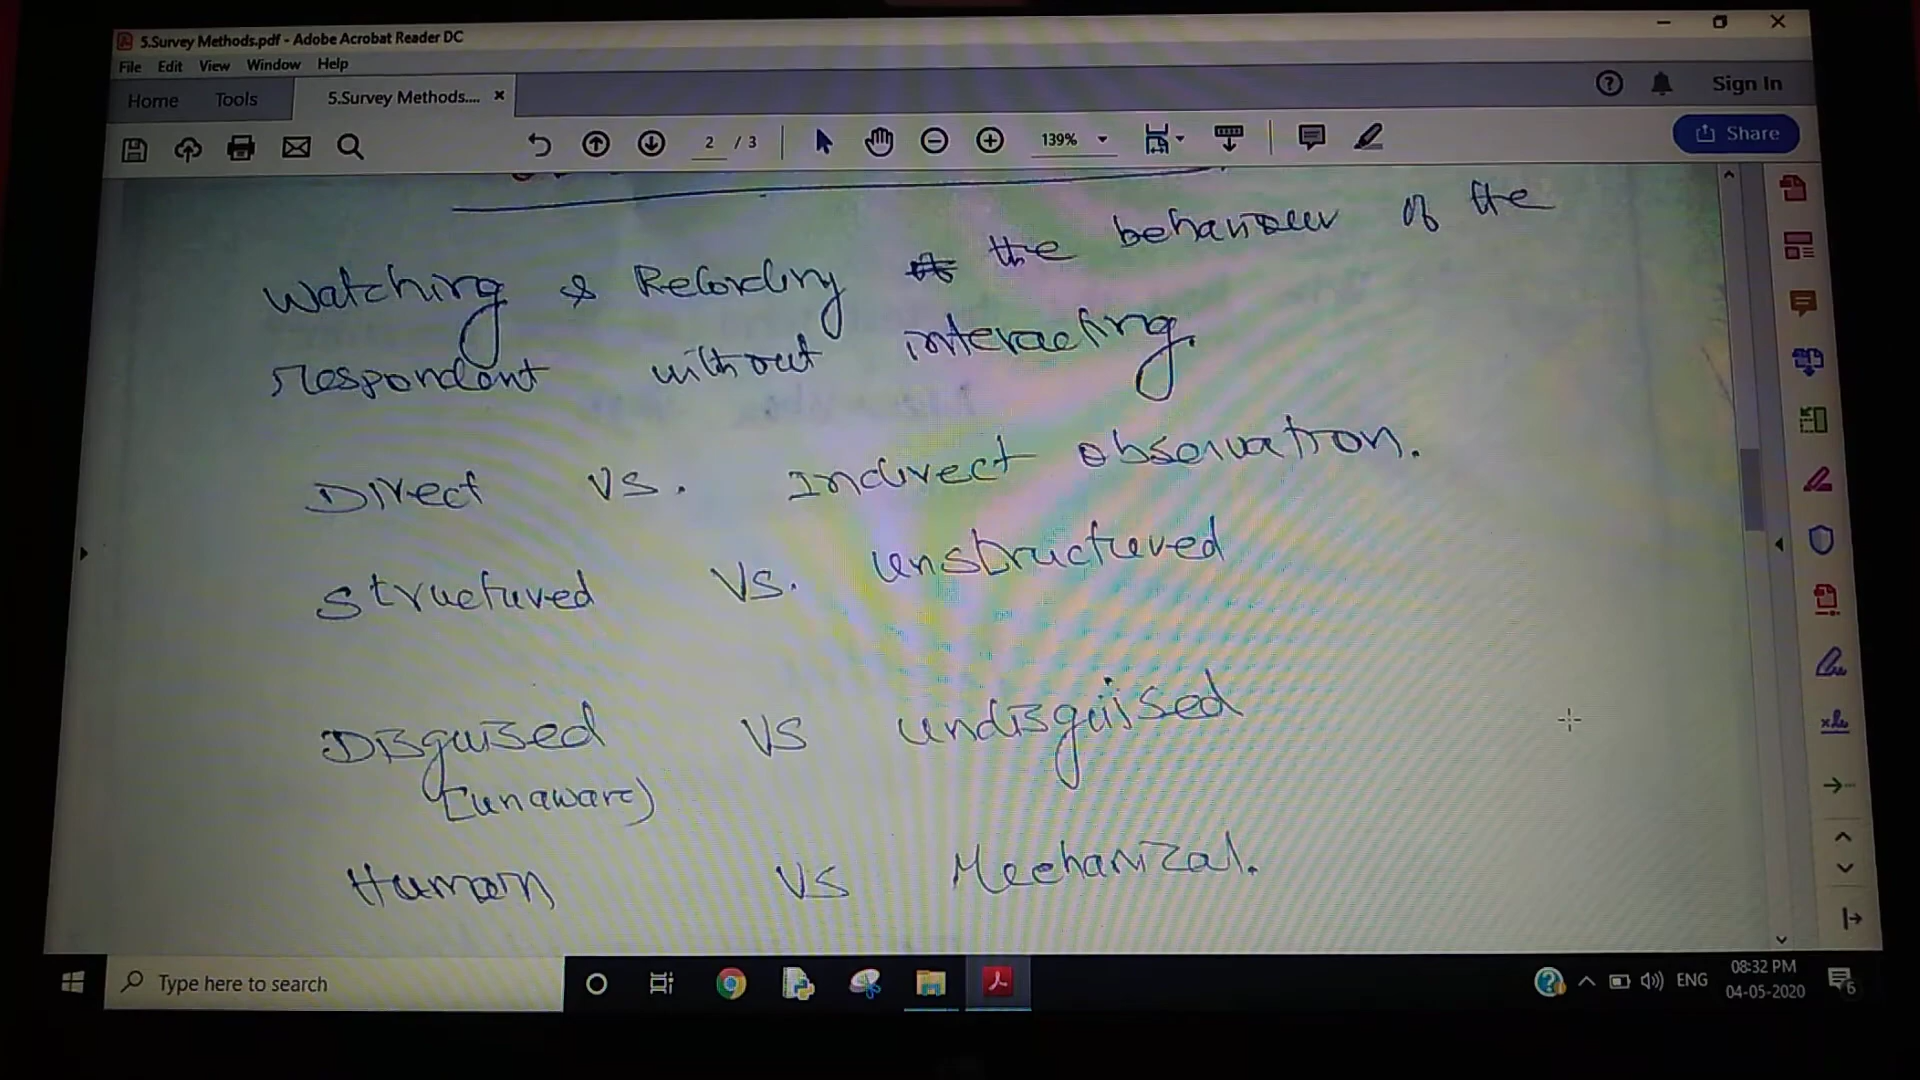 5.Survey Methods.pdf - Adobe Acrobat Reader DC
File Edit View Window Help
Home Tools 5.Survey Methods.... × Sign In
2 / 3 139% Share
Watching & Recording the behaviour of the
respondent without interacting.
Direct vs. Indirect observation.
Structured vs. unstructured
Disguised vs undisguised
(unaware)
Human vs Mechanical.
Type here to search
ENG
08:32 PM
04-05-2020
6